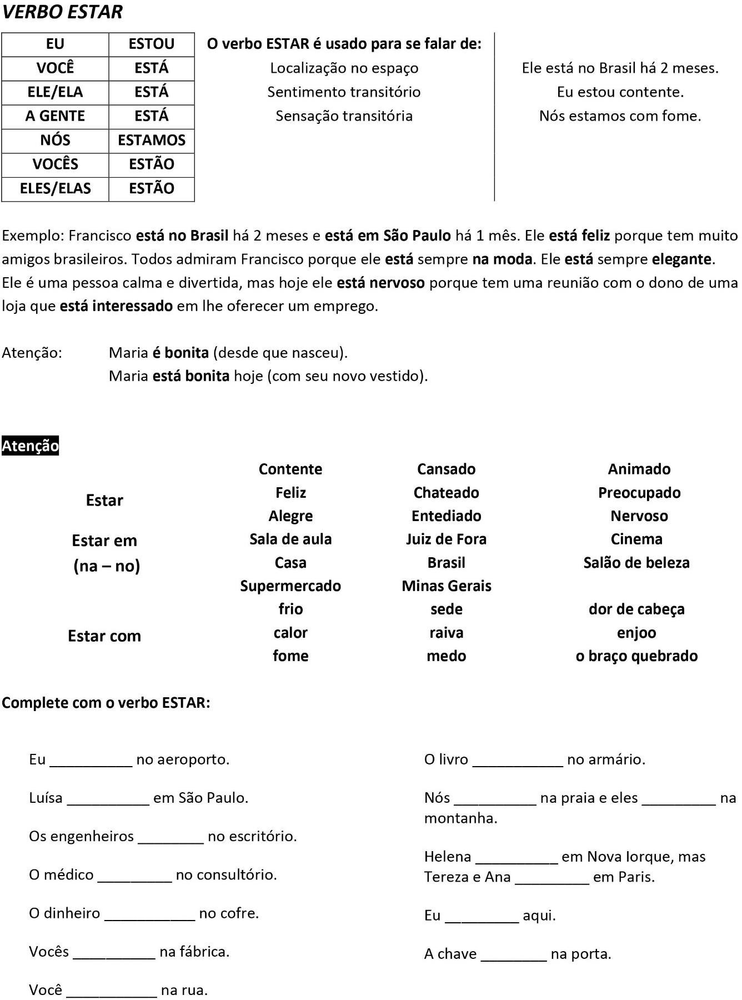 VERBO ESTAR
EU ESTOU
VOCÊ ESTÁ
ELE/ELA ESTÁ
A GENTE ESTÁ
NÓS ESTAMOS
VOCÊS ESTÃO
ELES/ELAS ESTÃO
O verbo ESTAR é usado para se falar de:
Localização no espaço Ele está no Brasil há 2 meses.
Sentimento transitório Eu estou contente.
Sensação transitória Nós estamos com fome.
Exemplo: Francisco está no Brasil há 2 meses e está em São Paulo há 1 mês. Ele está feliz porque tem muito
amigos brasileiros. Todos admiram Francisco porque ele está sempre na moda. Ele está sempre elegante.
Ele é uma pessoa calma e divertida, mas hoje ele está nervoso porque tem uma reunião com o dono de uma
loja que está interessado em lhe oferecer um emprego.
Atenção: Maria é bonita (desde que nasceu).
Maria está bonita hoje (com seu novo vestido).
Atenção
Estar
Contente Cansado Animado
Feliz Chateado Preocupado
Alegre Entediado Nervoso
Estar em
(na – no)
Sala de aula Juiz de Fora Cinema
Casa Brasil Salão de beleza
Supermercado Minas Gerais
Estar com
frio sede dor de cabeça
calor raiva enjoo
fome medo o braço quebrado
Complete com o verbo ESTAR:
Eu __________ no aeroporto.
Luísa __________ em São Paulo.
Os engenheiros ________ no escritório.
O médico _________ no consultório.
O dinheiro ___________ no cofre.
Vocês __________ na fábrica.
Você ___________ na rua.
O livro ___________ no armário.
Nós __________ na praia e eles _________ na
montanha.
Helena __________ em Nova Iorque, mas
Tereza e Ana _________ em Paris.
Eu _________ aqui.
A chave ________ na porta.